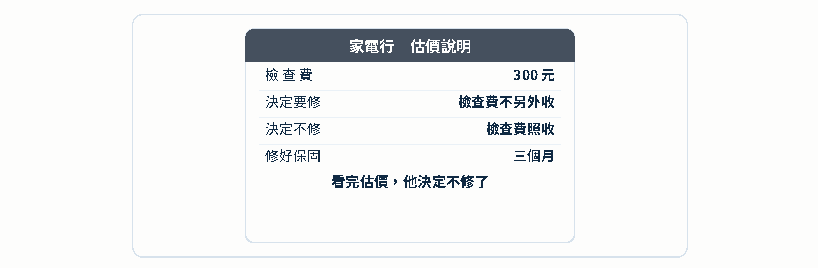 家電行　估價說明
檢查費　300 元
決定要修　檢查費不另外收
決定不修　檢查費照收
修好保固　三個月
看完估價，他決定不修了